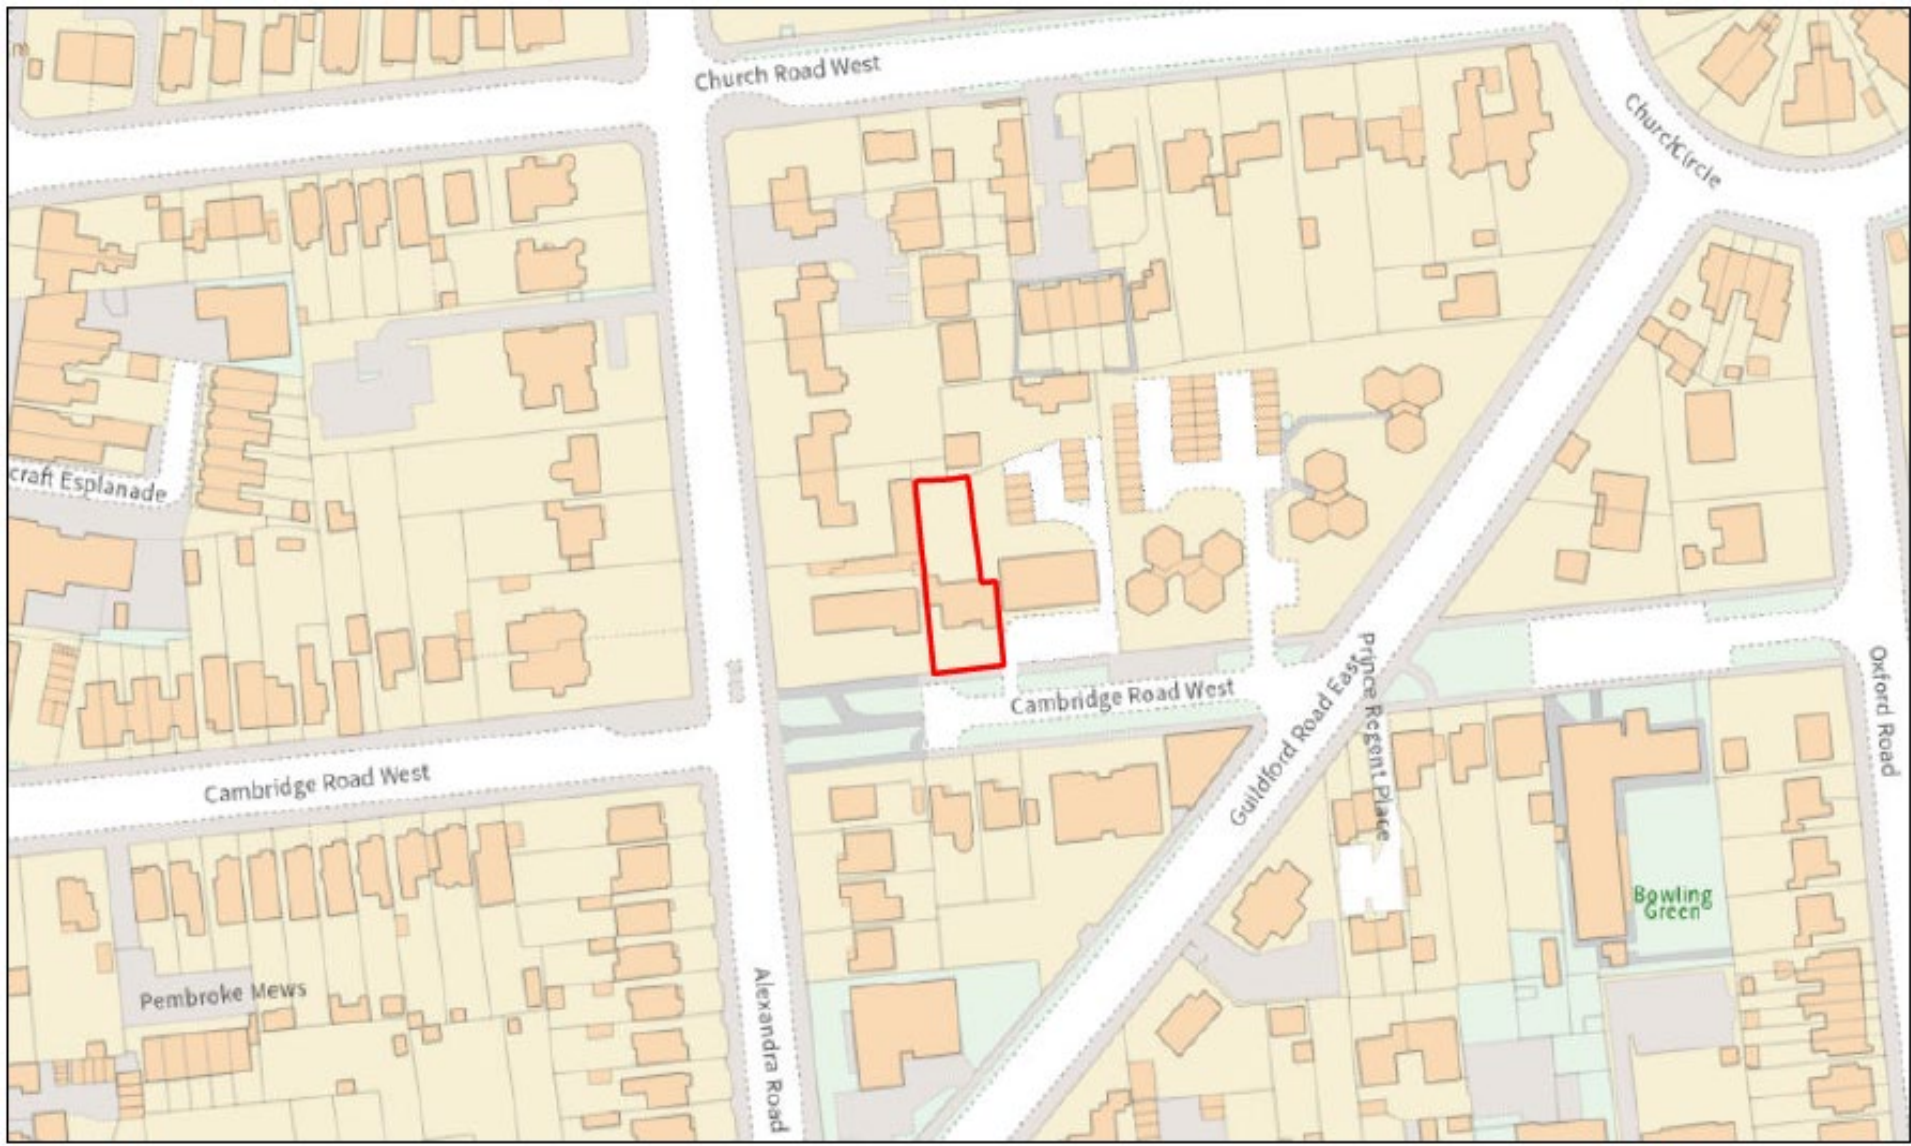 Church Road West
Church
Circle
craft Esplanade
Prince Regent Place
Oxford Road
Cambridge Road West
Guildford Road East
Cambridge Road West
Bowling
Green
Pembroke Mews
Alexandra Road